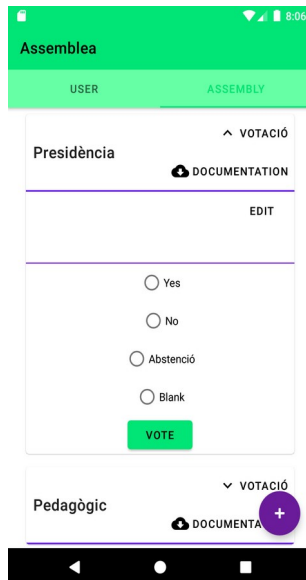 8:06
Assemblea
USER ASSEMBLY
VOTACIÓ
Presidència
DOCUMENTATION
EDIT
Yes
No
Abstenció
Blank
VOTE
VOTACIÓ
Pedagògic
DOCUMENTA
+